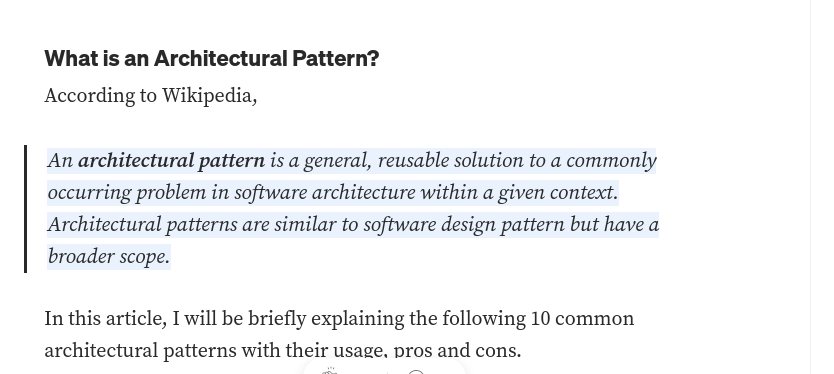 What is an Architectural Pattern?
According to Wikipedia,
An architectural pattern is a general, reusable solution to a commonly
occurring problem in software architecture within a given context.
Architectural patterns are similar to software design pattern but have a
broader scope.
In this article, I will be briefly explaining the following 10 common
architectural patterns with their usage, pros and cons.